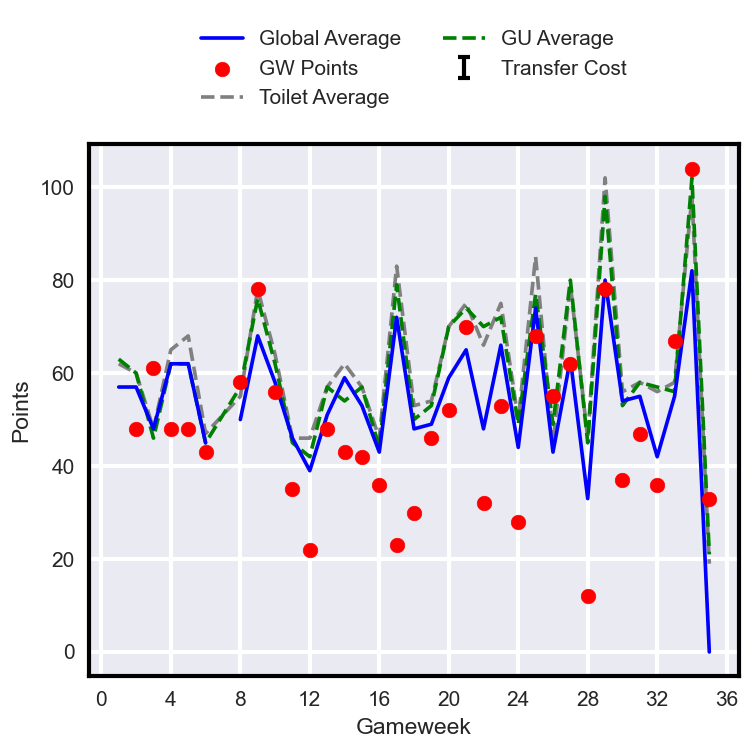 Global Average GU Average
GW Points Transfer Cost
Toilet Average
100
80
60
40
20
0
Points
0 4 8 12 16 20 24 28 32 36
Gameweek